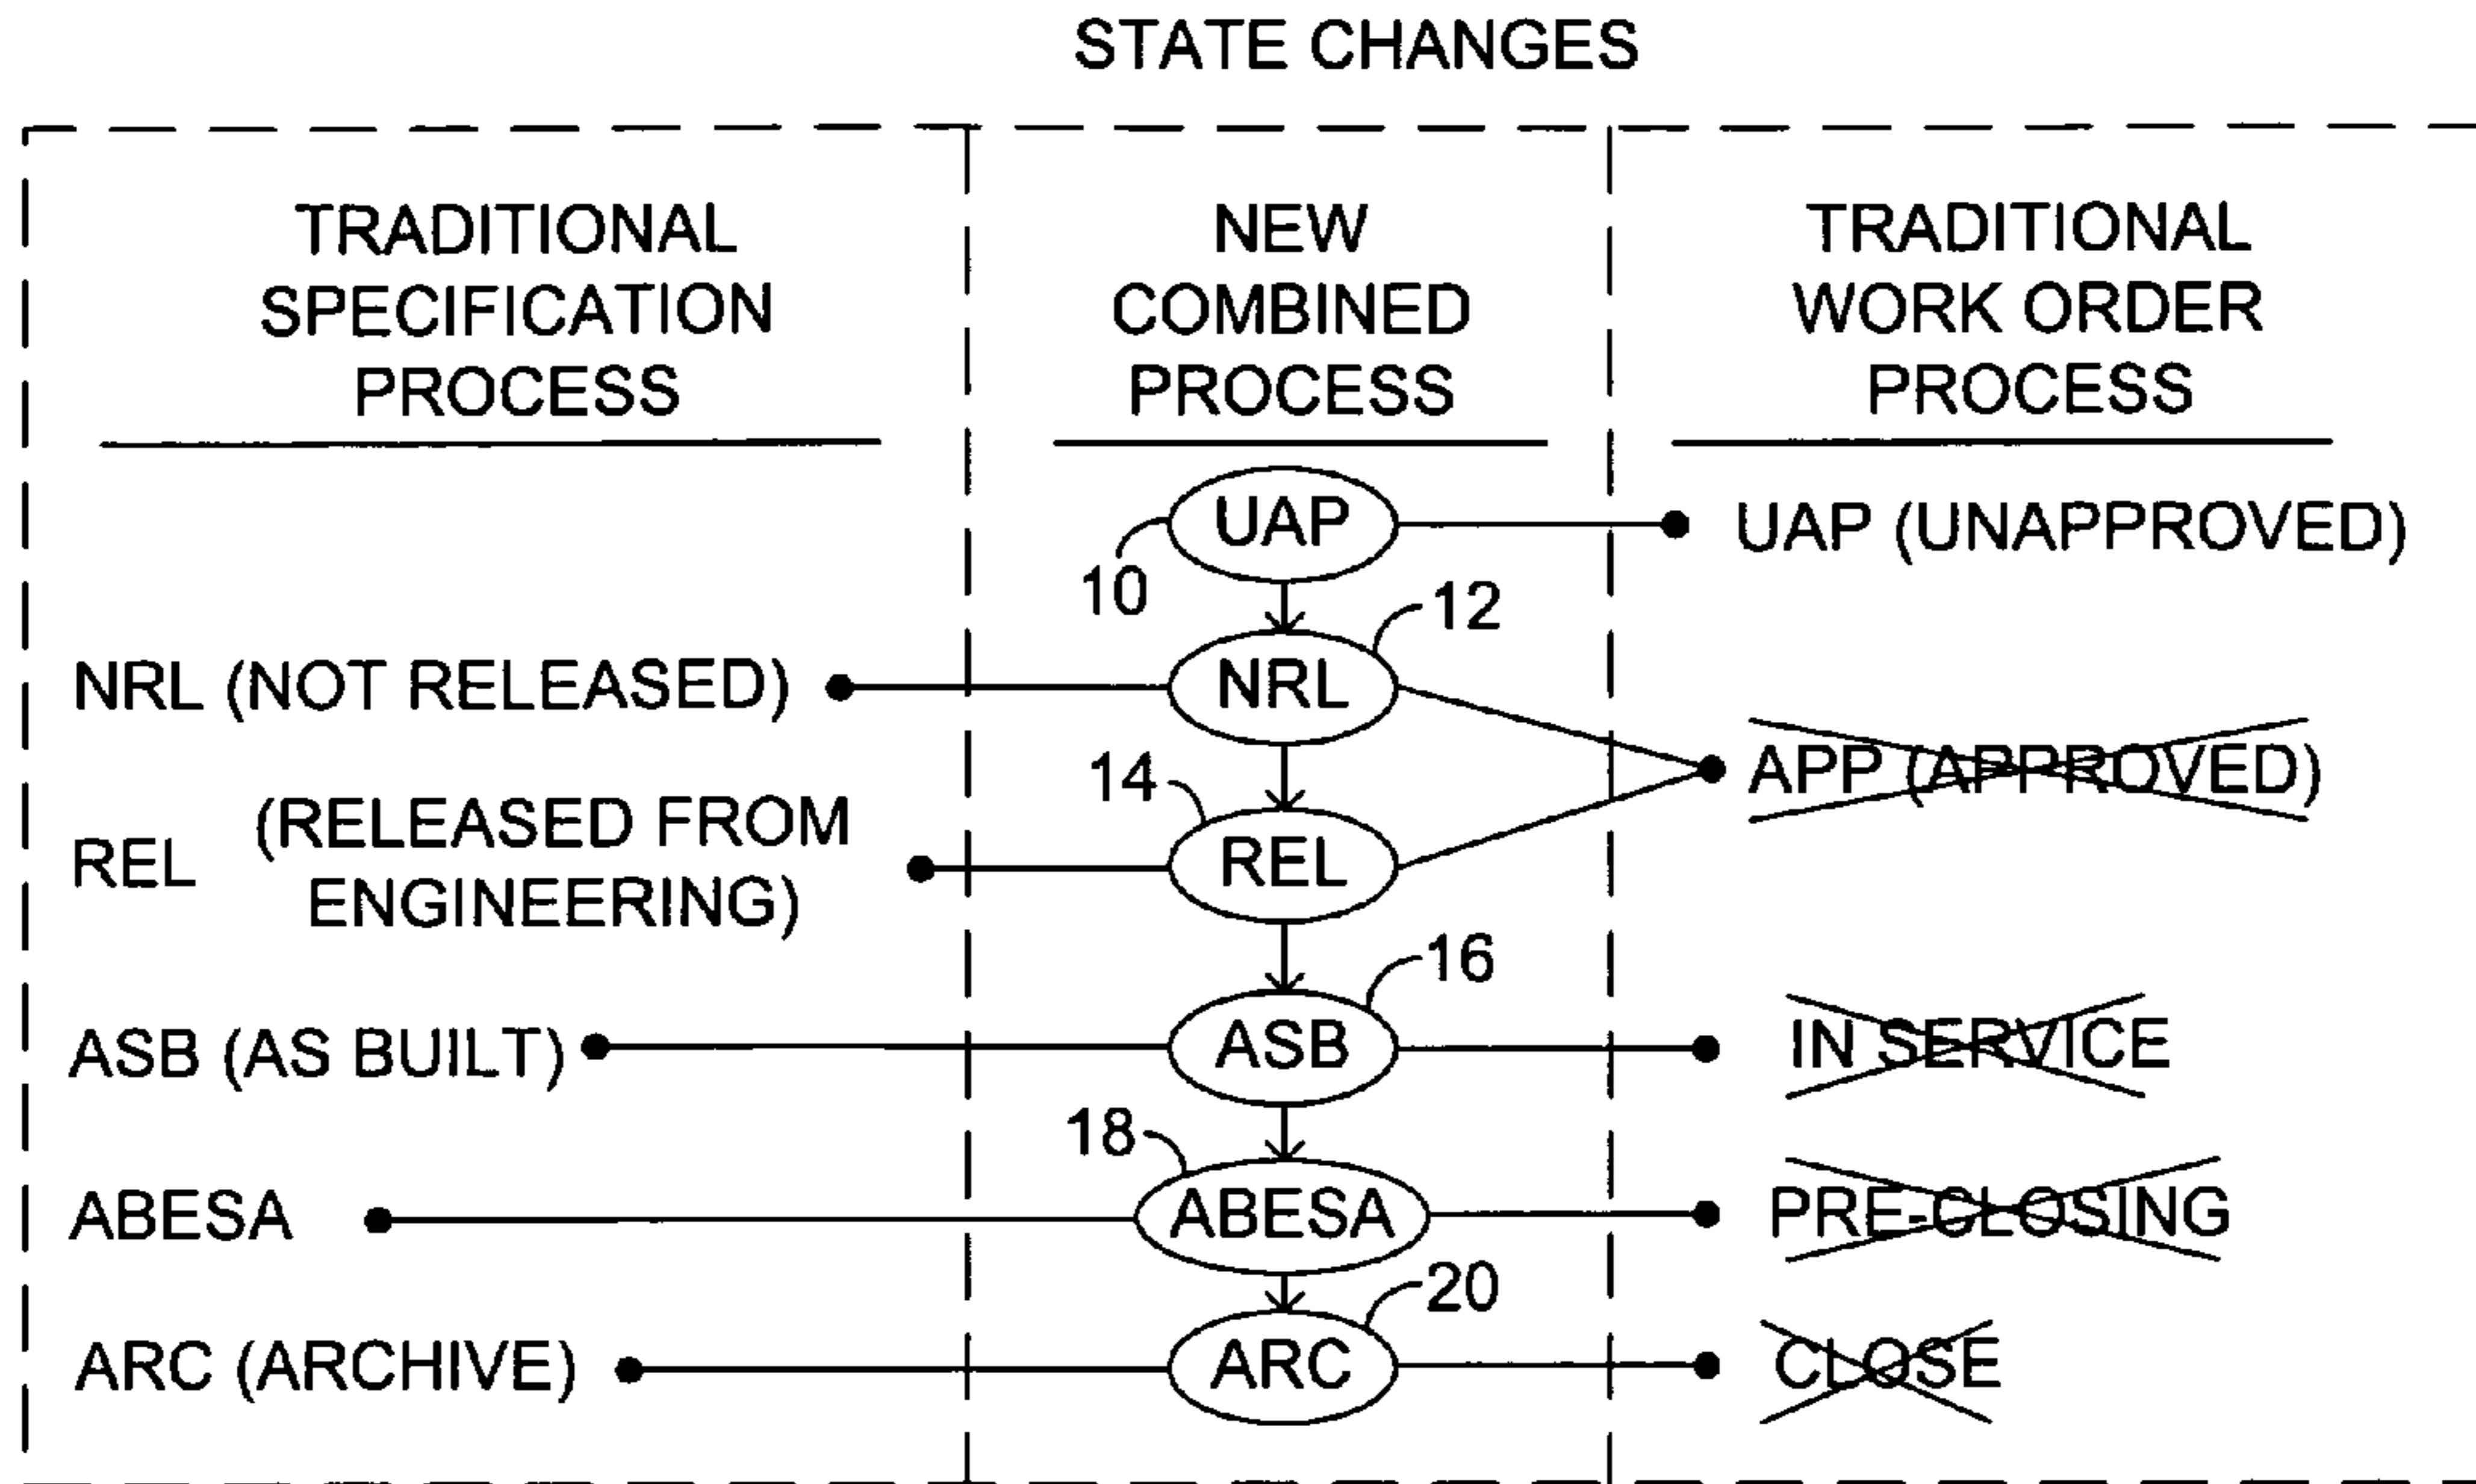 STATE CHANGES
TRADITIONAL
SPECIFICATION
PROCESS
NEW
COMBINED
PROCESS
TRADITIONAL
WORK ORDER
PROCESS
UAP
UAP (UNAPPROVED)
10
12
NRL (NOT RELEASED)
NRL
APP (APPROVED)
14
REL
(RELEASED FROM
ENGINEERING)
REL
16
ASB (AS BUILT)
ASB
IN SERVICE
18
ABESA
ABESA
PRE-CLOSING
20
ARC (ARCHIVE)
ARC
CLOSE